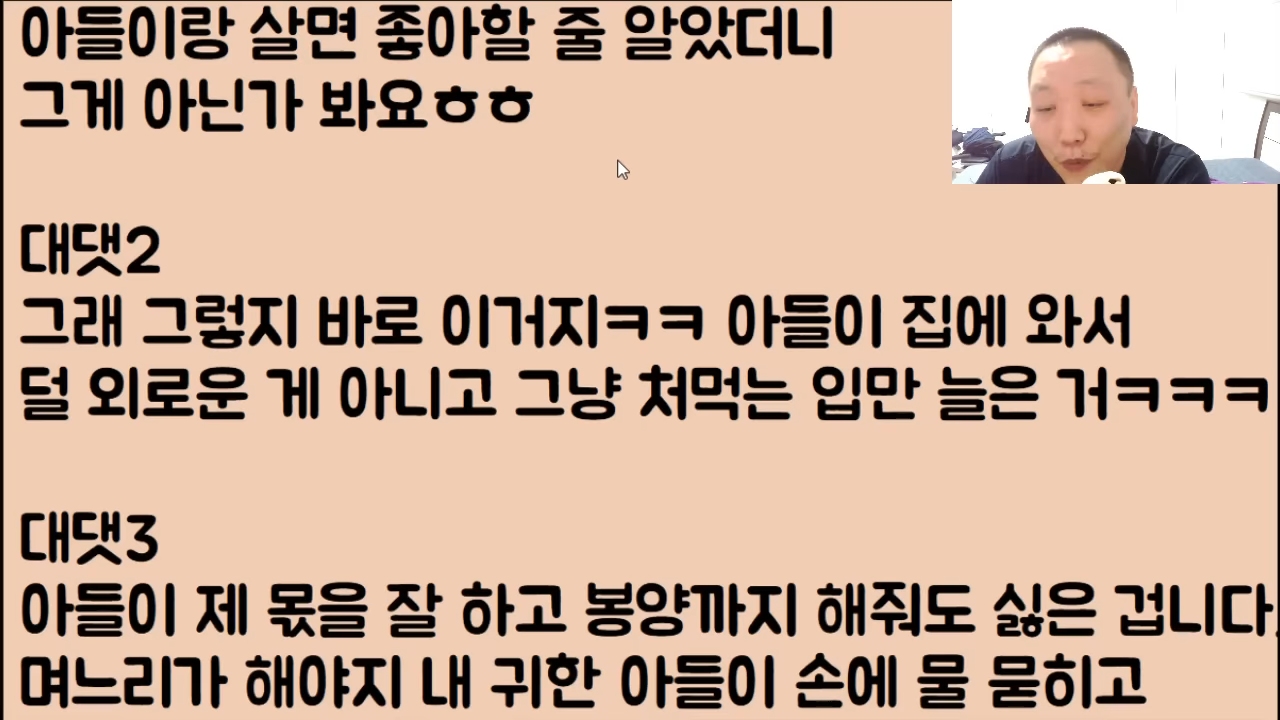 아들이랑 살면 좋아할 줄 알았더니
그게 아닌가 봐요ㅎㅎ
대댓2
그래 그렇지 바로 이거지ㅋㅋ 아들이 집에 와서
덜 외로운 게 아니고 그냥 처먹는 입만 늘은 거ㅋㅋㅋ
대댓3
아들이 제 몫을 잘 하고 봉양까지 해줘도 싫은 겁니다.
며느리가 해야지 내 귀한 아들이 손에 물 묻히고